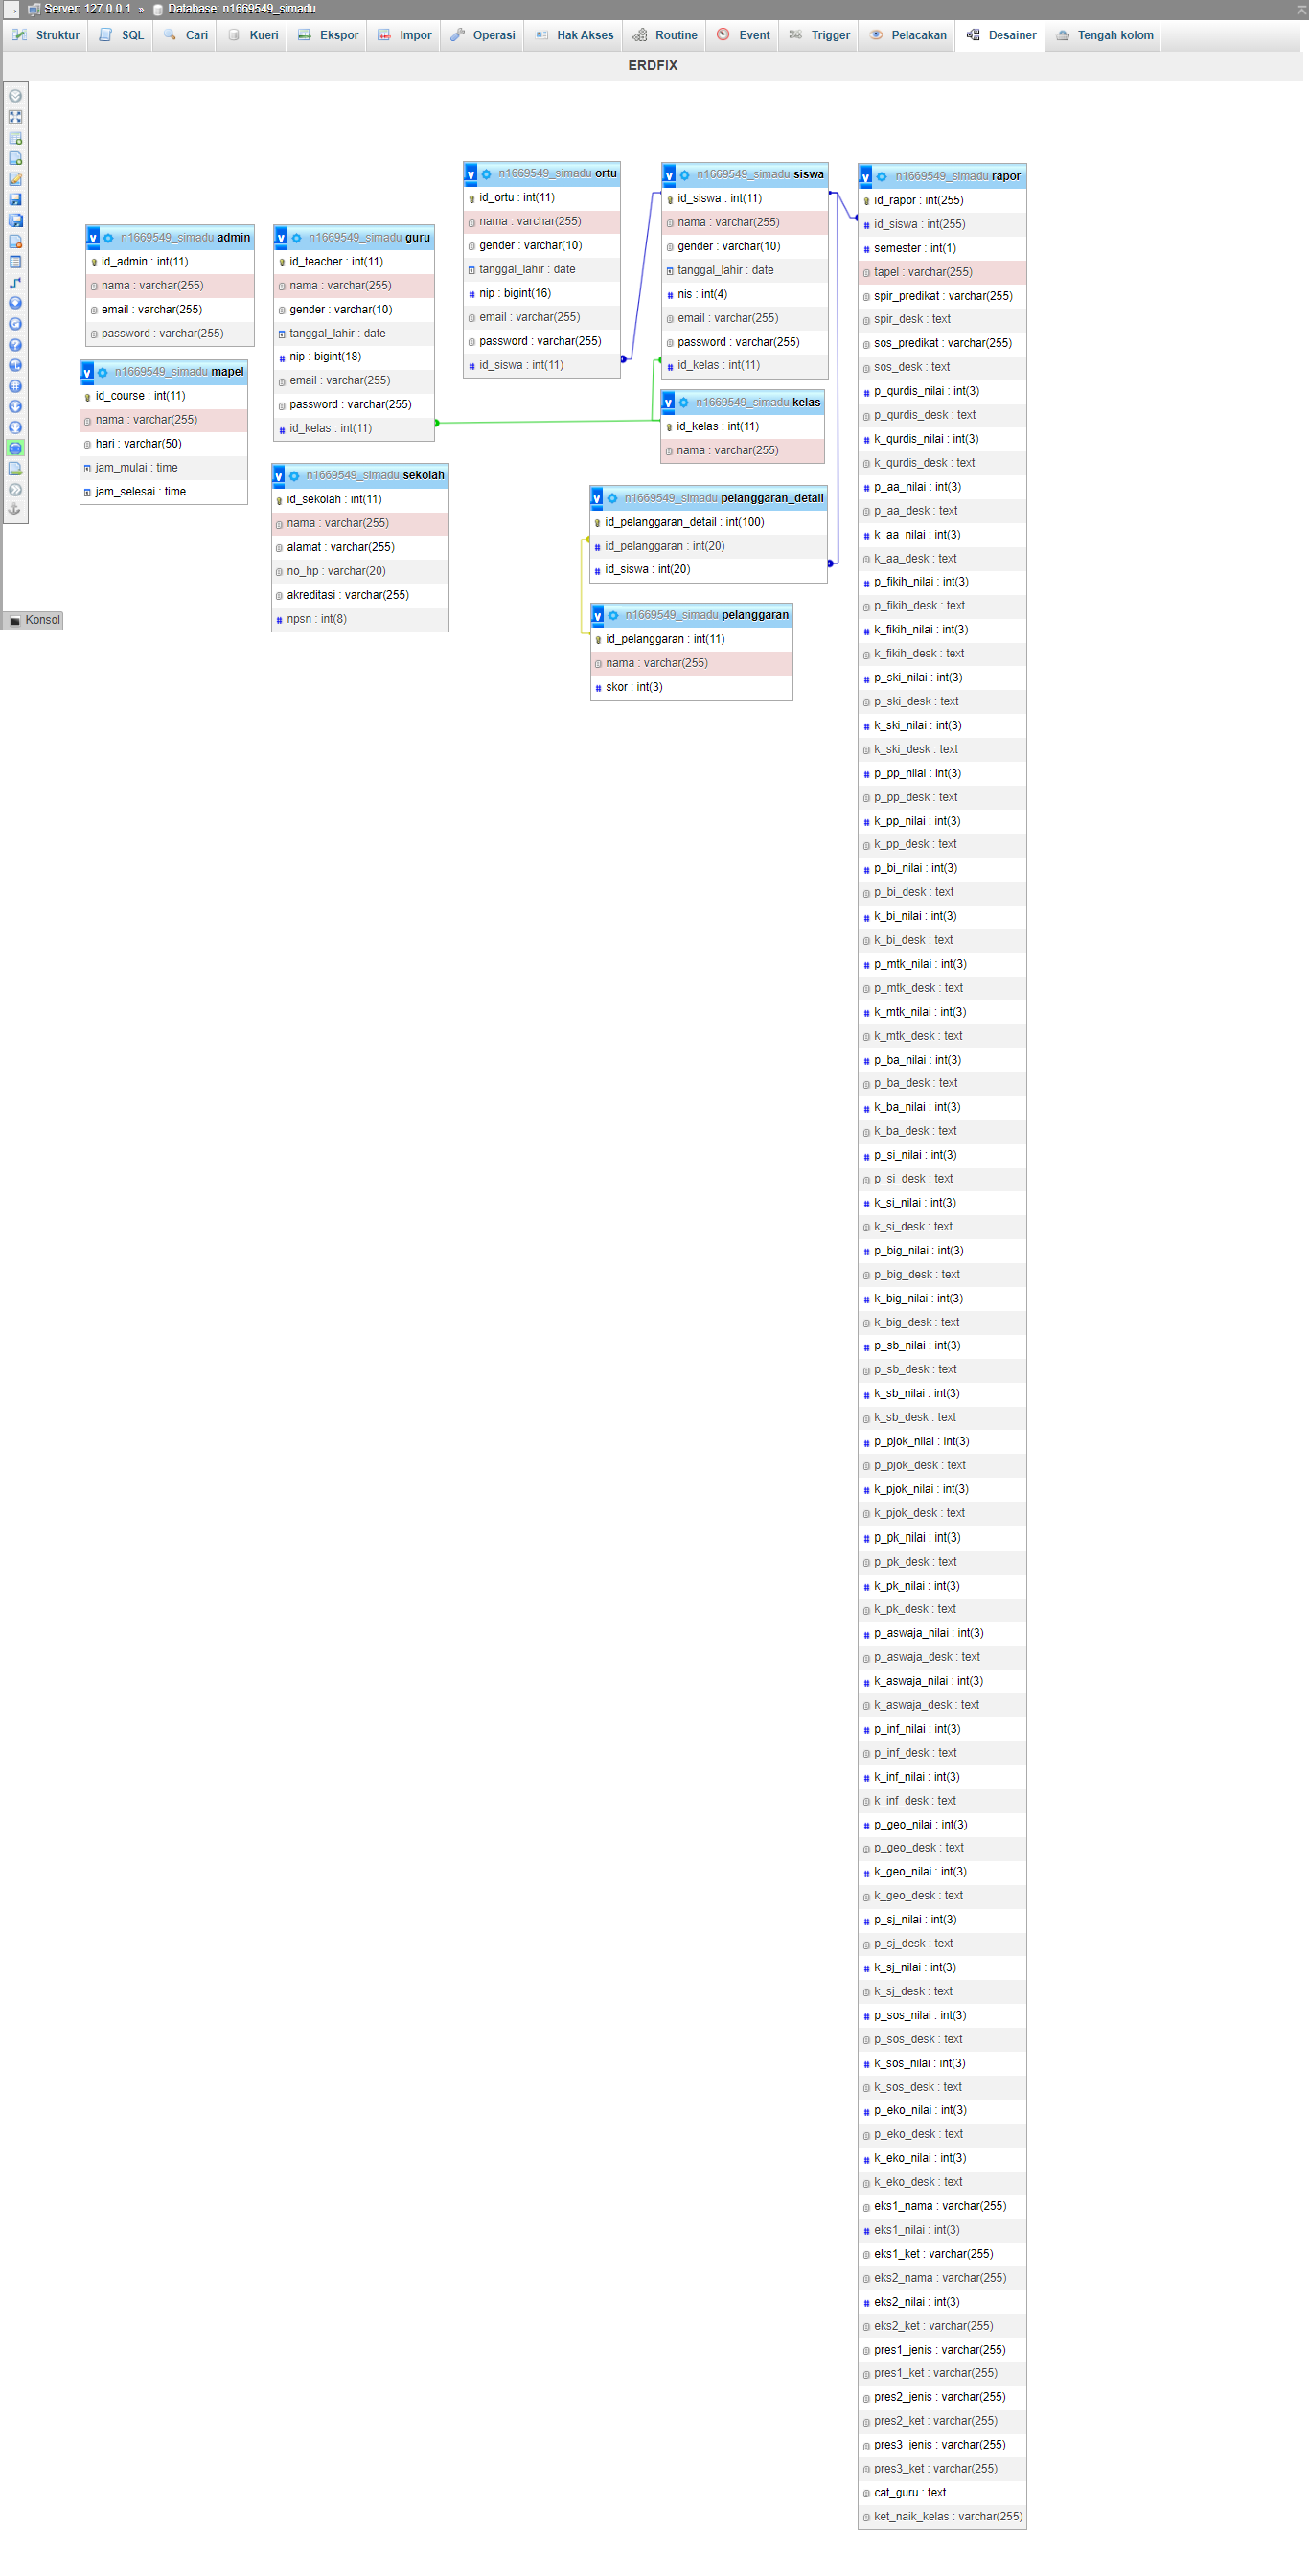 Server: 127.0.0.1 » Database: n1669549_simadu
Struktur SQL Cari Kueri Ekspor Impor Operasi Hak Akses Routine Event Trigger Pelacakan Desainer Tengah kolom
ERDFIX
n1669549_simadu admin
id_admin : int(11)
nama : varchar(255)
email : varchar(255)
password : varchar(255)
n1669549_simadu mapel
id_course : int(11)
nama : varchar(255)
hari : varchar(50)
jam_mulai : time
jam_selesai : time
n1669549_simadu guru
id_teacher : int(11)
nama : varchar(255)
gender : varchar(10)
tanggal_lahir : date
nip : bigint(18)
email : varchar(255)
password : varchar(255)
id_kelas : int(11)
n1669549_simadu sekolah
id_sekolah : int(11)
nama : varchar(255)
alamat : varchar(255)
no_hp : varchar(20)
akreditasi : varchar(255)
npsn : int(8)
n1669549_simadu ortu
id_ortu : int(11)
nama : varchar(255)
gender : varchar(10)
tanggal_lahir : date
nip : bigint(16)
email : varchar(255)
password : varchar(255)
id_siswa : int(11)
n1669549_simadu siswa
id_siswa : int(11)
nama : varchar(255)
gender : varchar(10)
tanggal_lahir : date
nis : int(4)
email : varchar(255)
password : varchar(255)
id_kelas : int(11)
n1669549_simadu kelas
id_kelas : int(11)
nama : varchar(255)
n1669549_simadu pelanggaran_detail
id_pelanggaran_detail : int(100)
id_pelanggaran : int(20)
id_siswa : int(20)
n1669549_simadu pelanggaran
id_pelanggaran : int(11)
nama : varchar(255)
skor : int(3)
n1669549_simadu rapor
id_rapor : int(255)
id_siswa : int(255)
semester : int(1)
tapel : varchar(255)
spir_predikat : varchar(255)
spir_desk : text
sos_predikat : varchar(255)
sos_desk : text
p_qurdis_nilai : int(3)
p_qurdis_desk : text
k_qurdis_nilai : int(3)
k_qurdis_desk : text
p_aa_nilai : int(3)
p_aa_desk : text
k_aa_nilai : int(3)
k_aa_desk : text
p_fikih_nilai : int(3)
p_fikih_desk : text
k_fikih_nilai : int(3)
k_fikih_desk : text
p_ski_nilai : int(3)
p_ski_desk : text
k_ski_nilai : int(3)
k_ski_desk : text
p_pp_nilai : int(3)
p_pp_desk : text
k_pp_nilai : int(3)
k_pp_desk : text
p_bi_nilai : int(3)
p_bi_desk : text
k_bi_nilai : int(3)
k_bi_desk : text
p_mtk_nilai : int(3)
p_mtk_desk : text
k_mtk_nilai : int(3)
k_mtk_desk : text
p_ba_nilai : int(3)
p_ba_desk : text
k_ba_nilai : int(3)
k_ba_desk : text
p_si_nilai : int(3)
p_si_desk : text
k_si_nilai : int(3)
k_si_desk : text
p_big_nilai : int(3)
p_big_desk : text
k_big_nilai : int(3)
k_big_desk : text
p_sb_nilai : int(3)
p_sb_desk : text
k_sb_nilai : int(3)
k_sb_desk : text
p_pjok_nilai : int(3)
p_pjok_desk : text
k_pjok_nilai : int(3)
k_pjok_desk : text
p_pk_nilai : int(3)
p_pk_desk : text
k_pk_nilai : int(3)
k_pk_desk : text
p_aswaja_nilai : int(3)
p_aswaja_desk : text
k_aswaja_nilai : int(3)
k_aswaja_desk : text
p_inf_nilai : int(3)
p_inf_desk : text
k_inf_nilai : int(3)
k_inf_desk : text
p_geo_nilai : int(3)
p_geo_desk : text
k_geo_nilai : int(3)
k_geo_desk : text
p_sj_nilai : int(3)
p_sj_desk : text
k_sj_nilai : int(3)
k_sj_desk : text
p_sos_nilai : int(3)
p_sos_desk : text
k_sos_nilai : int(3)
k_sos_desk : text
p_eko_nilai : int(3)
p_eko_desk : text
k_eko_nilai : int(3)
k_eko_desk : text
eks1_nama : varchar(255)
eks1_nilai : int(3)
eks1_ket : varchar(255)
eks2_nama : varchar(255)
eks2_nilai : int(3)
eks2_ket : varchar(255)
pres1_jenis : varchar(255)
pres1_ket : varchar(255)
pres2_jenis : varchar(255)
pres2_ket : varchar(255)
pres3_jenis : varchar(255)
pres3_ket : varchar(255)
cat_guru : text
ket_naik_kelas : varchar(255)
Konsol